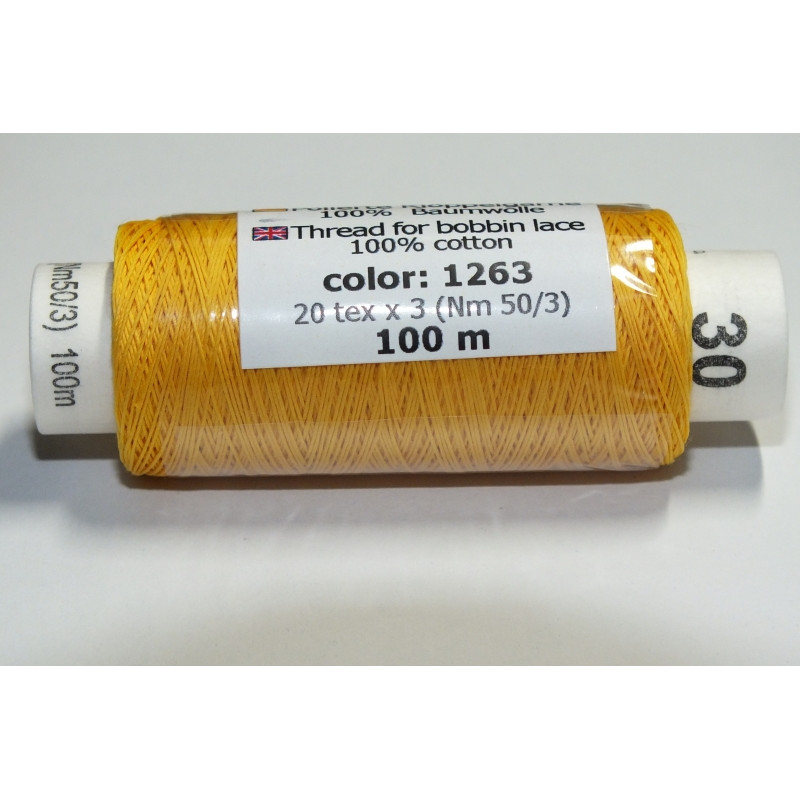 100% Baumwolle
Thread for bobbin lace
100% cotton
color: 1263
20 tex x 3 (Nm 50/3)
100 m
Nm50/3) 100m
30